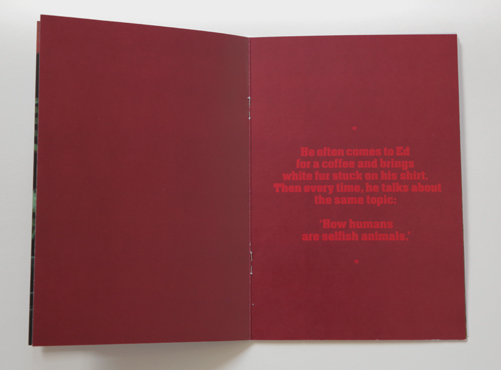 He often comes to Ed
for a coffee and brings
white fur stuck on his shirt.
Then every time, he talks about
the same topic:
'How humans
are selfish animals.'